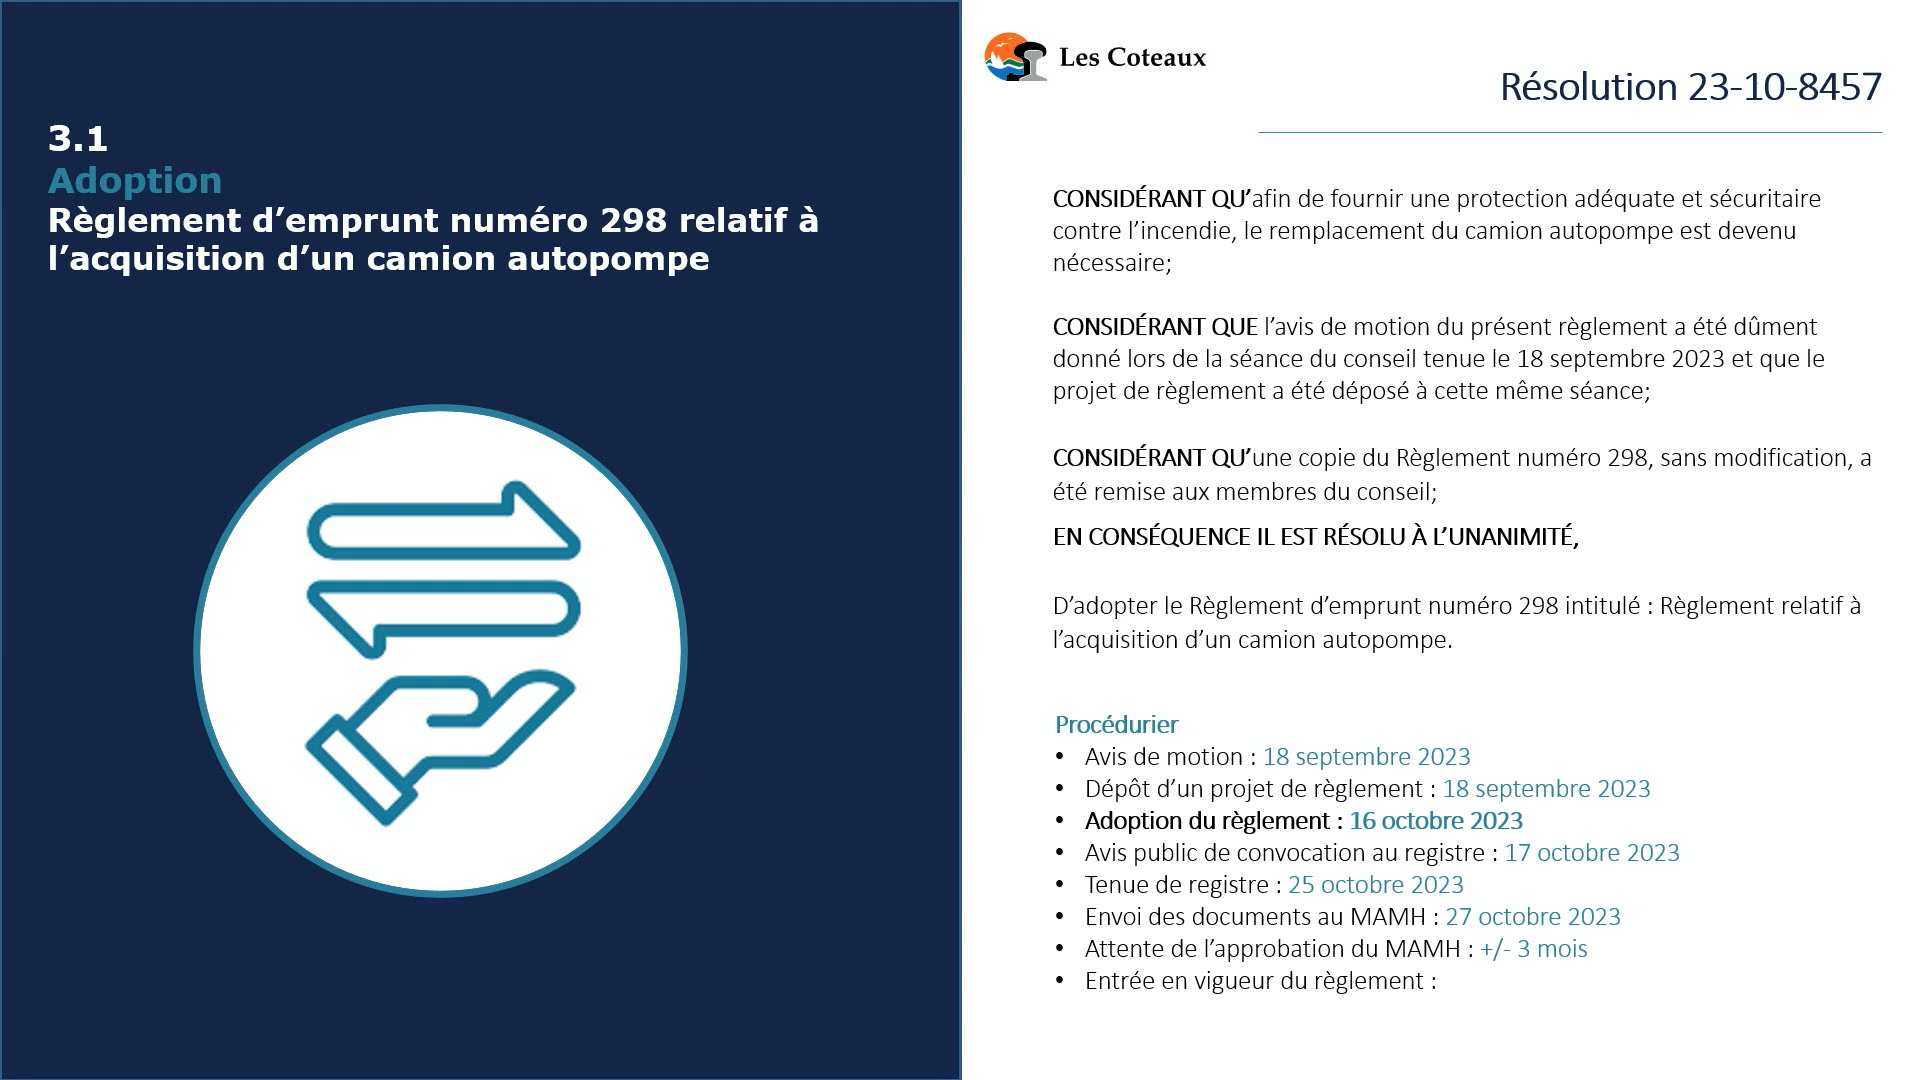 3.1
Adoption
Règlement d’emprunt numéro 298 relatif à
l’acquisition d’un camion autopompe
Les Coteaux
Résolution 23-10-8457
CONSIDÉRANT QU’afin de fournir une protection adéquate et sécuritaire
contre l’incendie, le remplacement du camion autopompe est devenu
nécessaire;
CONSIDÉRANT QUE l’avis de motion du présent règlement a été dûment
donné lors de la séance du conseil tenue le 18 septembre 2023 et que le
projet de règlement a été déposé à cette même séance;
CONSIDÉRANT QU’une copie du Règlement numéro 298, sans modification, a
été remise aux membres du conseil;
EN CONSÉQUENCE IL EST RÉSOLU À L’UNANIMITÉ,
D’adopter le Règlement d’emprunt numéro 298 intitulé : Règlement relatif à
l’acquisition d’un camion autopompe.
Procédurier
• Avis de motion : 18 septembre 2023
• Dépôt d’un projet de règlement : 18 septembre 2023
• Adoption du règlement : 16 octobre 2023
• Avis public de convocation au registre : 17 octobre 2023
• Tenue de registre : 25 octobre 2023
• Envoi des documents au MAMH : 27 octobre 2023
• Attente de l’approbation du MAMH : +/- 3 mois
• Entrée en vigueur du règlement :